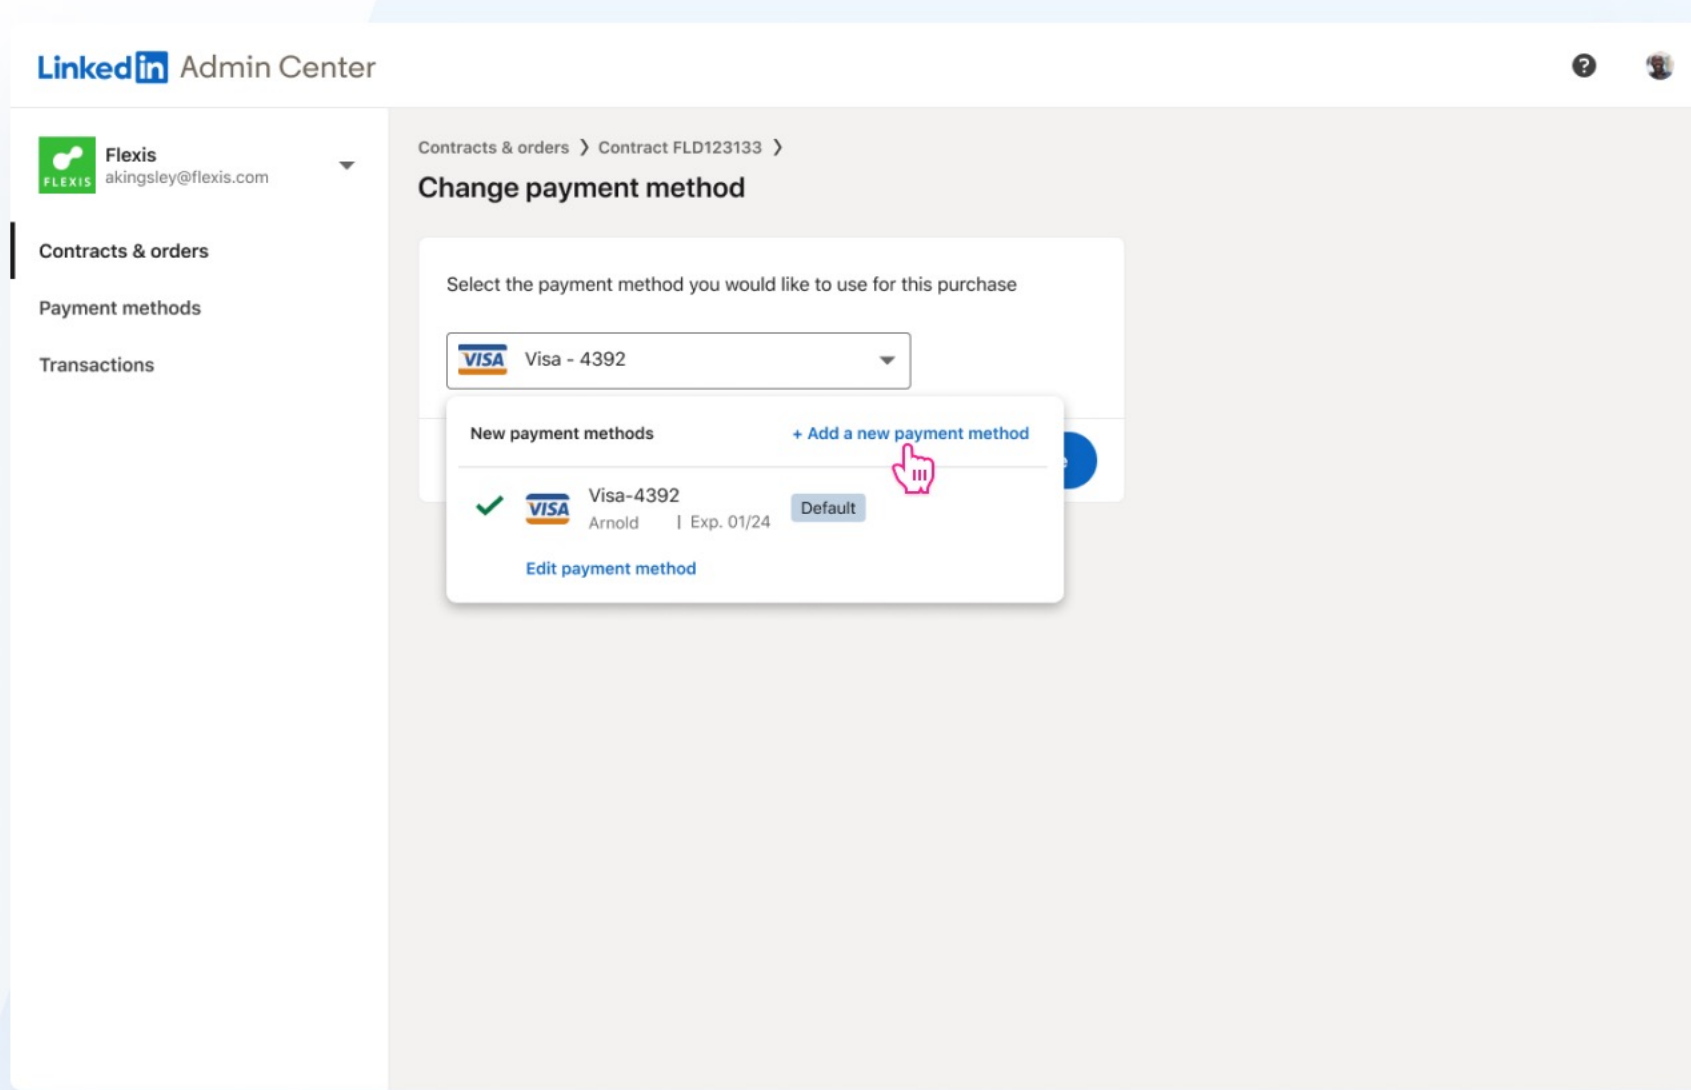 Linked in Admin Center
?
FLEXIS
Flexis
akingsley@flexis.com
Contracts & orders
Payment methods
Transactions
Contracts & orders ❯ Contract FLD123133 ❯
Change payment method
Select the payment method you would like to use for this purchase
VISA Visa - 4392
New payment methods + Add a new payment method
VISA Visa-4392
Arnold | Exp. 01/24
Default
Edit payment method